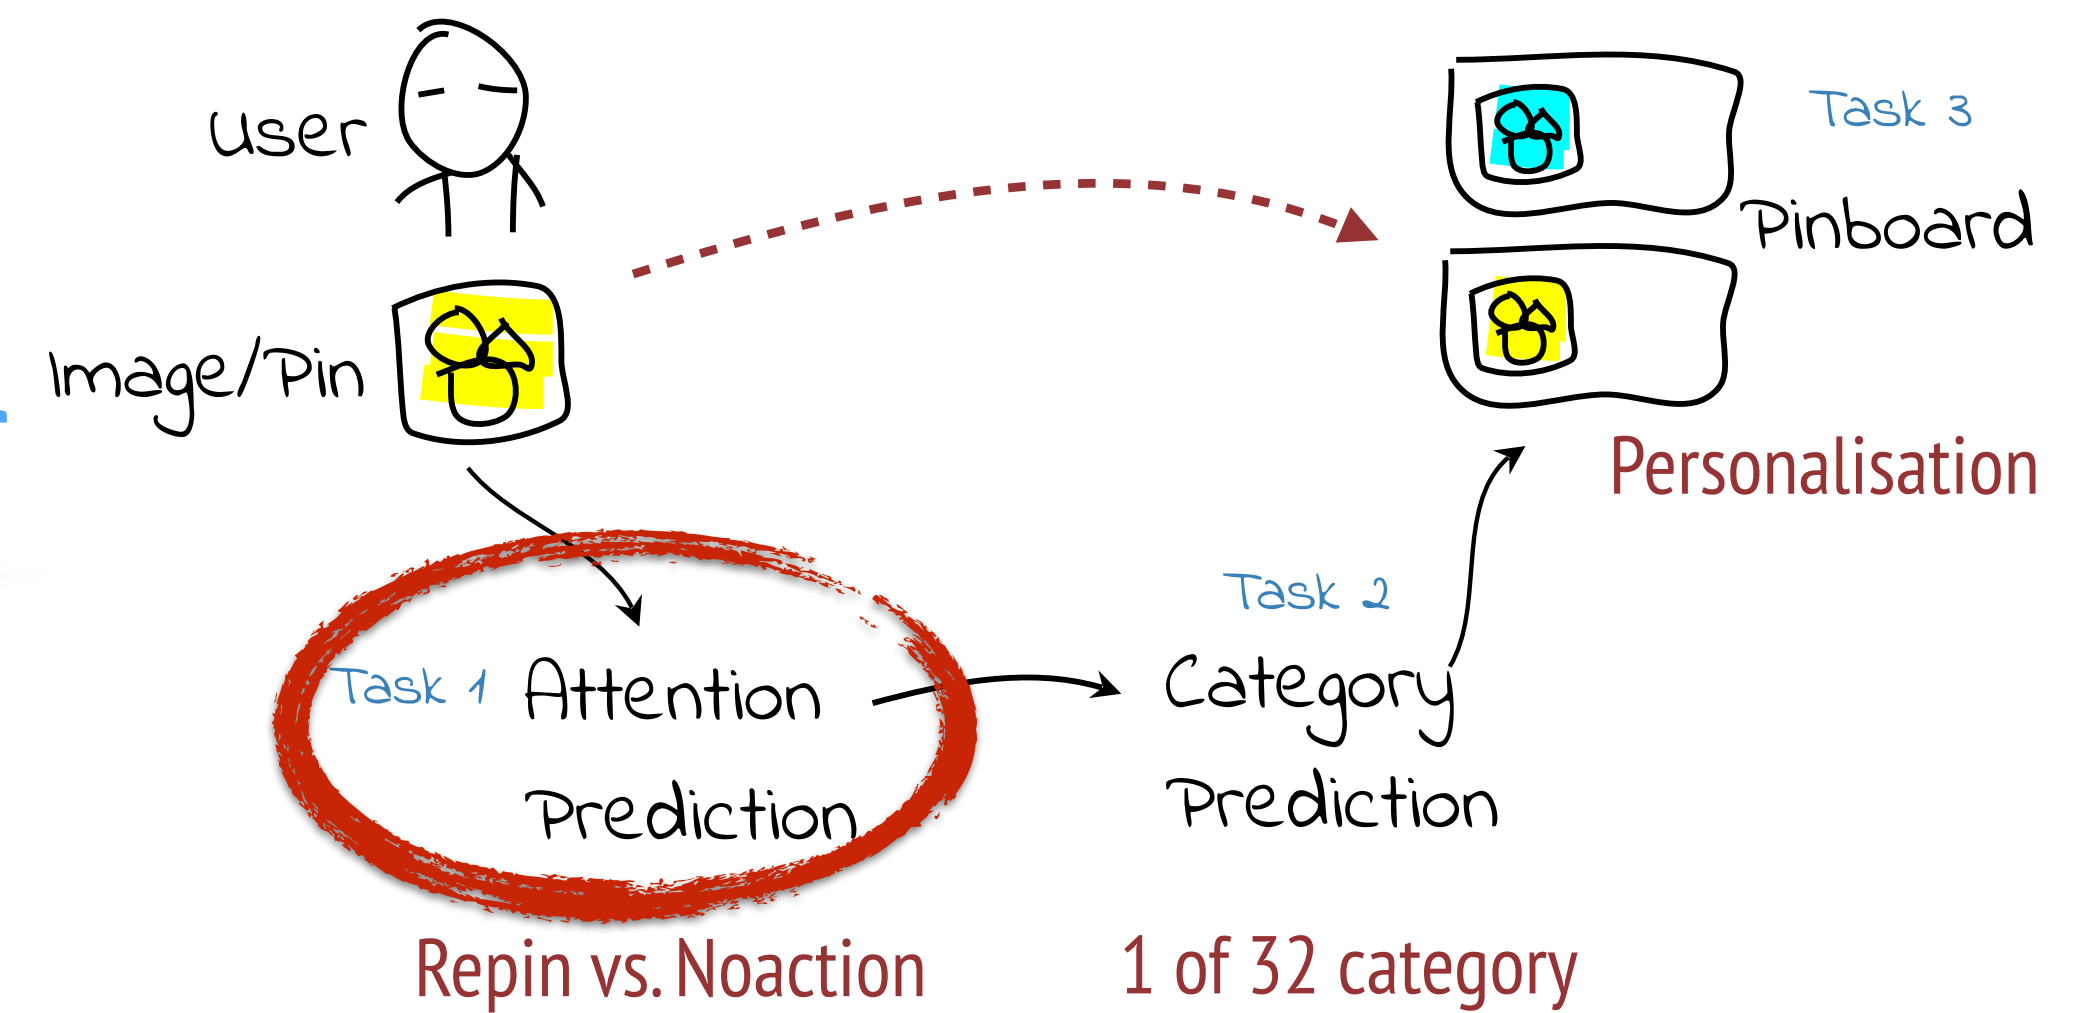 User
Image/Pin
Task 3
Pinboard
Personalisation
Task 1
Attention
Prediction
Task 2
Category
Prediction
Repin vs. Noaction
1 of 32 category